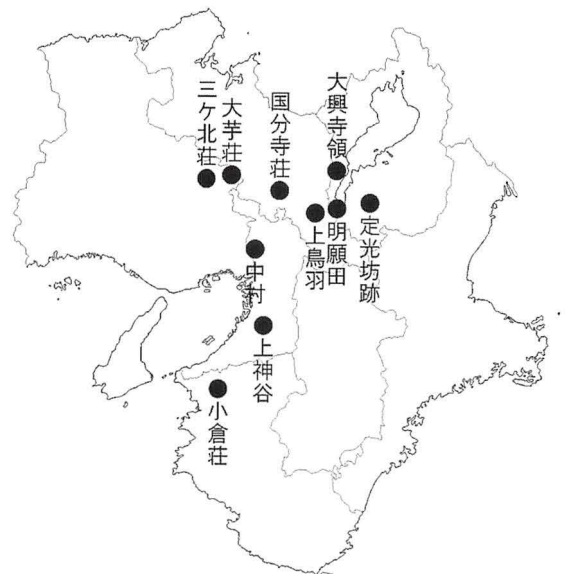 三ケ北荘
大芋荘
国分寺荘
大興寺領
定光坊跡
明願田
上鳥羽
中村
上神谷
小倉荘